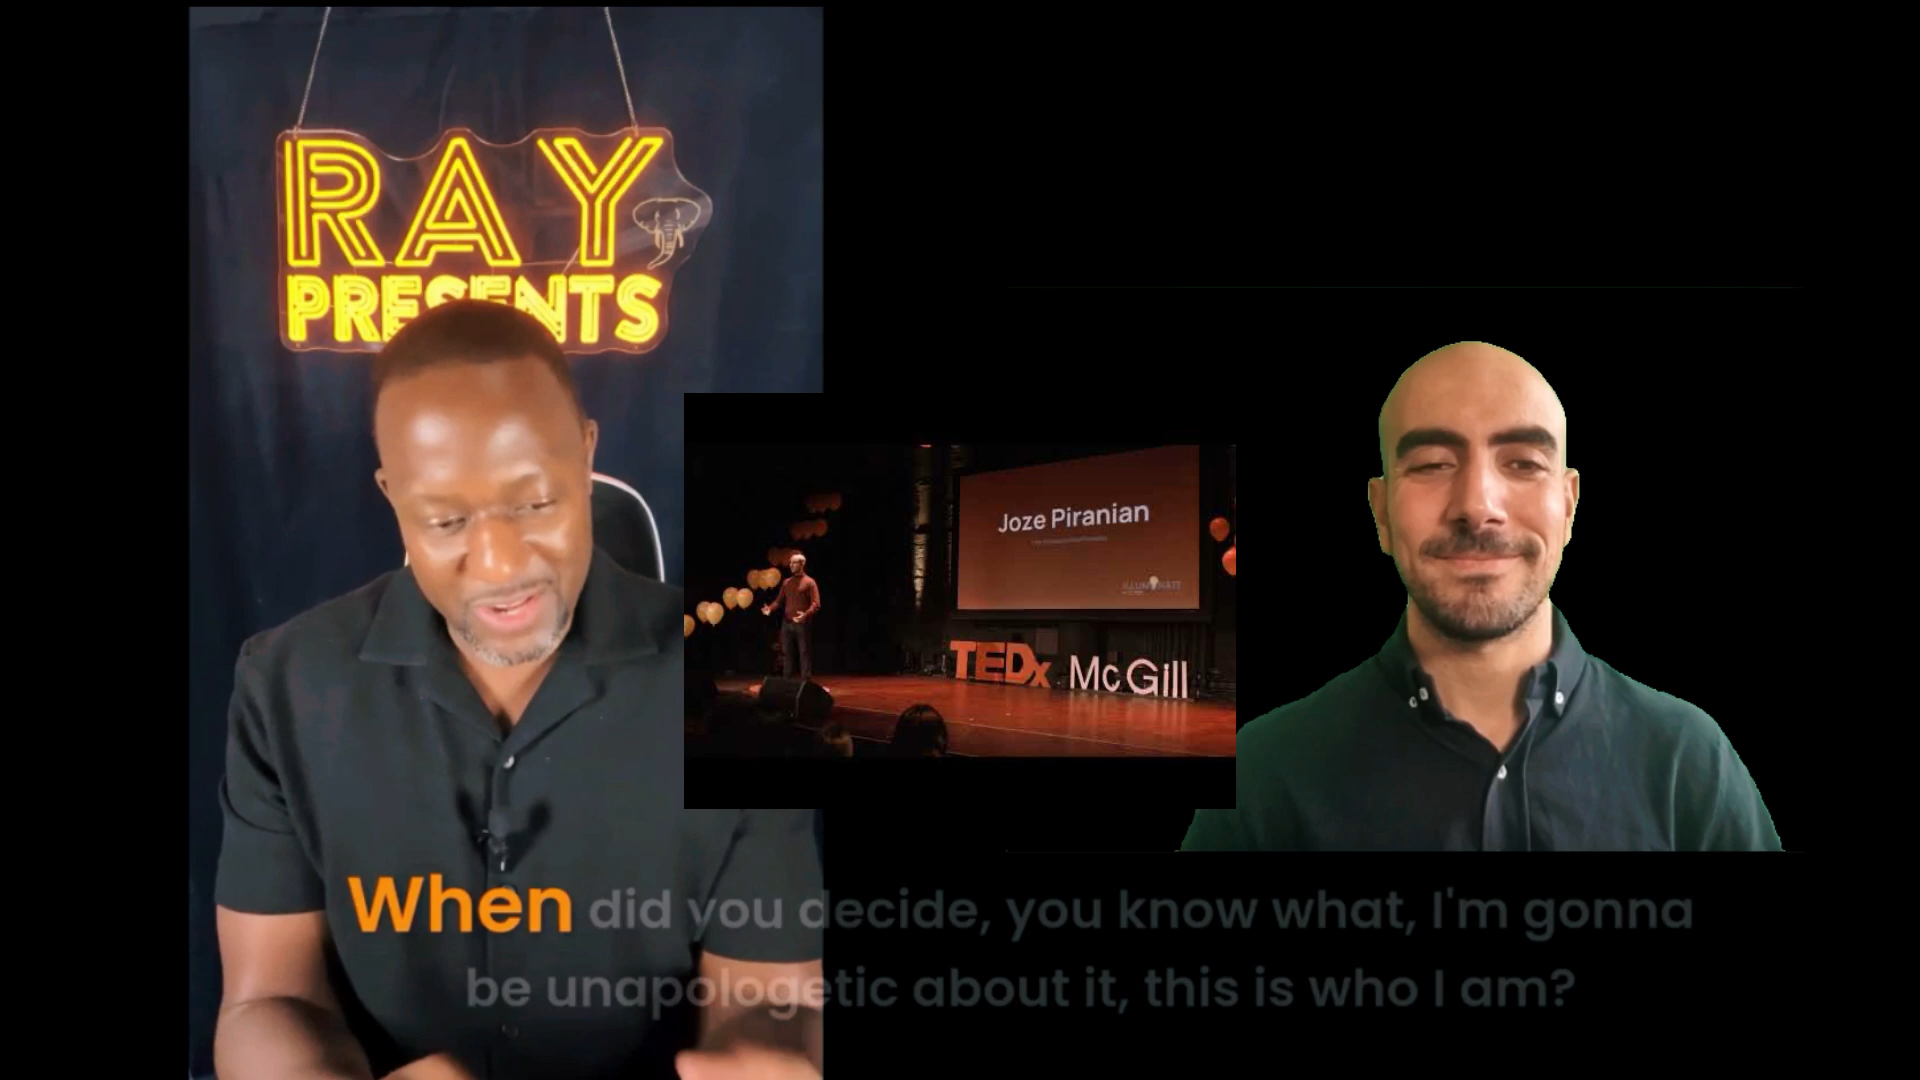 RAY
PRESENTS
Joze Piranian
TEDx McGill
When did you decide, you know what, I'm gonna
be unapologetic about it, this is who I am?